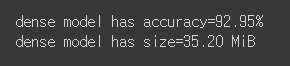 dense model has accuracy=92.95%
dense model has size=35.20 MiB